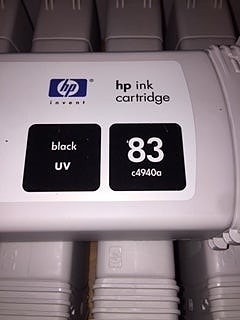 hp
invent
hp ink
cartridge
black
UV
83
c4940a